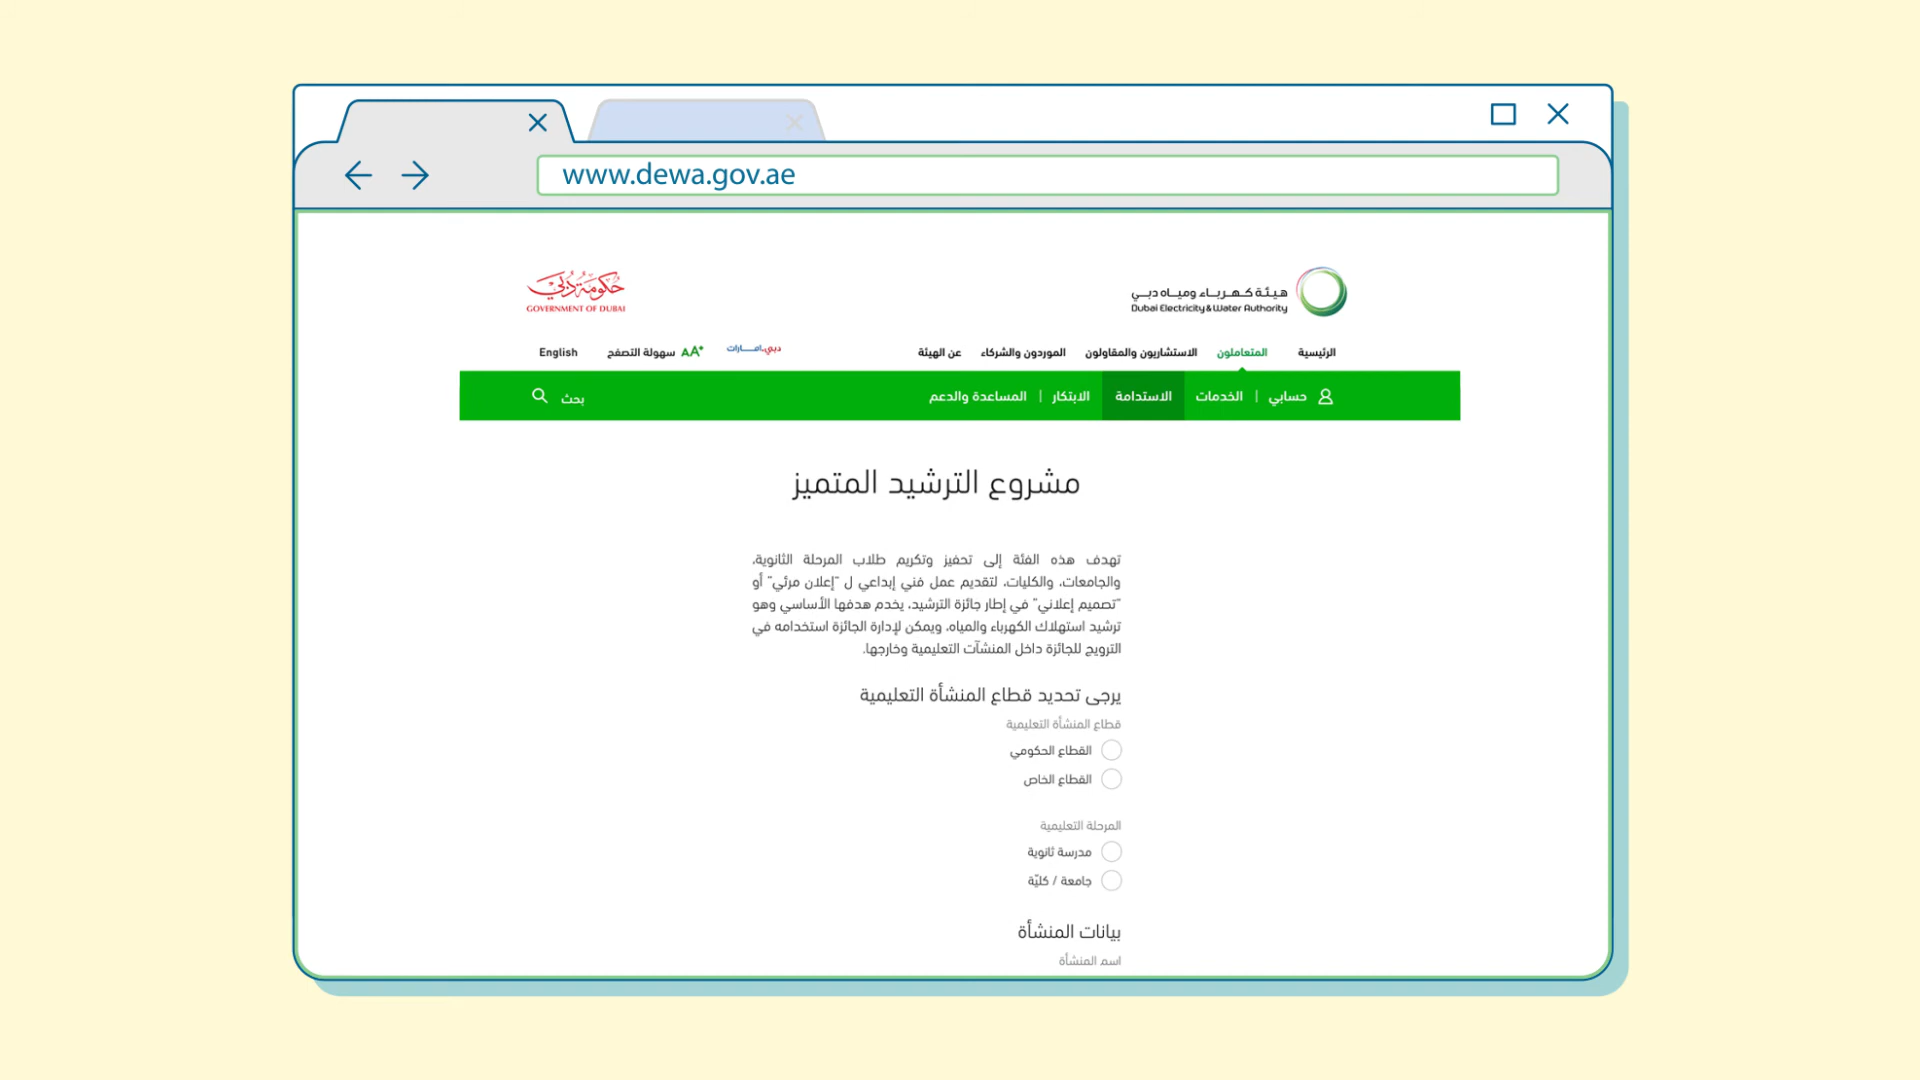 www.dewa.gov.ae
هيئة كهرباء ومياه دبي
Dubai Electricity & Water Authority
حكومة دبي
GOVERNMENT OF DUBAI
الرئيسية
المتعاملون
الاستشاريون والمقاولون
الموردون والشركاء
عن الهيئة
دبي.امارات
AA+ سهولة التصفح
English
حسابي | الخدمات
الاستدامة
الابتكار | المساعدة والدعم
بحث
مشروع الترشيد المتميز
تهدف هذه الفئة إلى تحفيز وتكريم طلاب المرحلة الثانوية،
والجامعات، والكليات، لتقديم عمل فني إبداعي ل "إعلان مرئي" أو
"تصميم إعلاني" في إطار جائزة الترشيد، يخدم هدفها الأساسي وهو
ترشيد استهلاك الكهرباء والمياه، ويمكن لإدارة الجائزة استخدامه في
الترويج للجائزة داخل المنشآت التعليمية وخارجها.
يرجى تحديد قطاع المنشأة التعليمية
قطاع المنشأة التعليمية
القطاع الحكومي
القطاع الخاص
المرحلة التعليمية
مدرسة ثانوية
جامعة / كليّة
بيانات المنشأة
اسم المنشأة